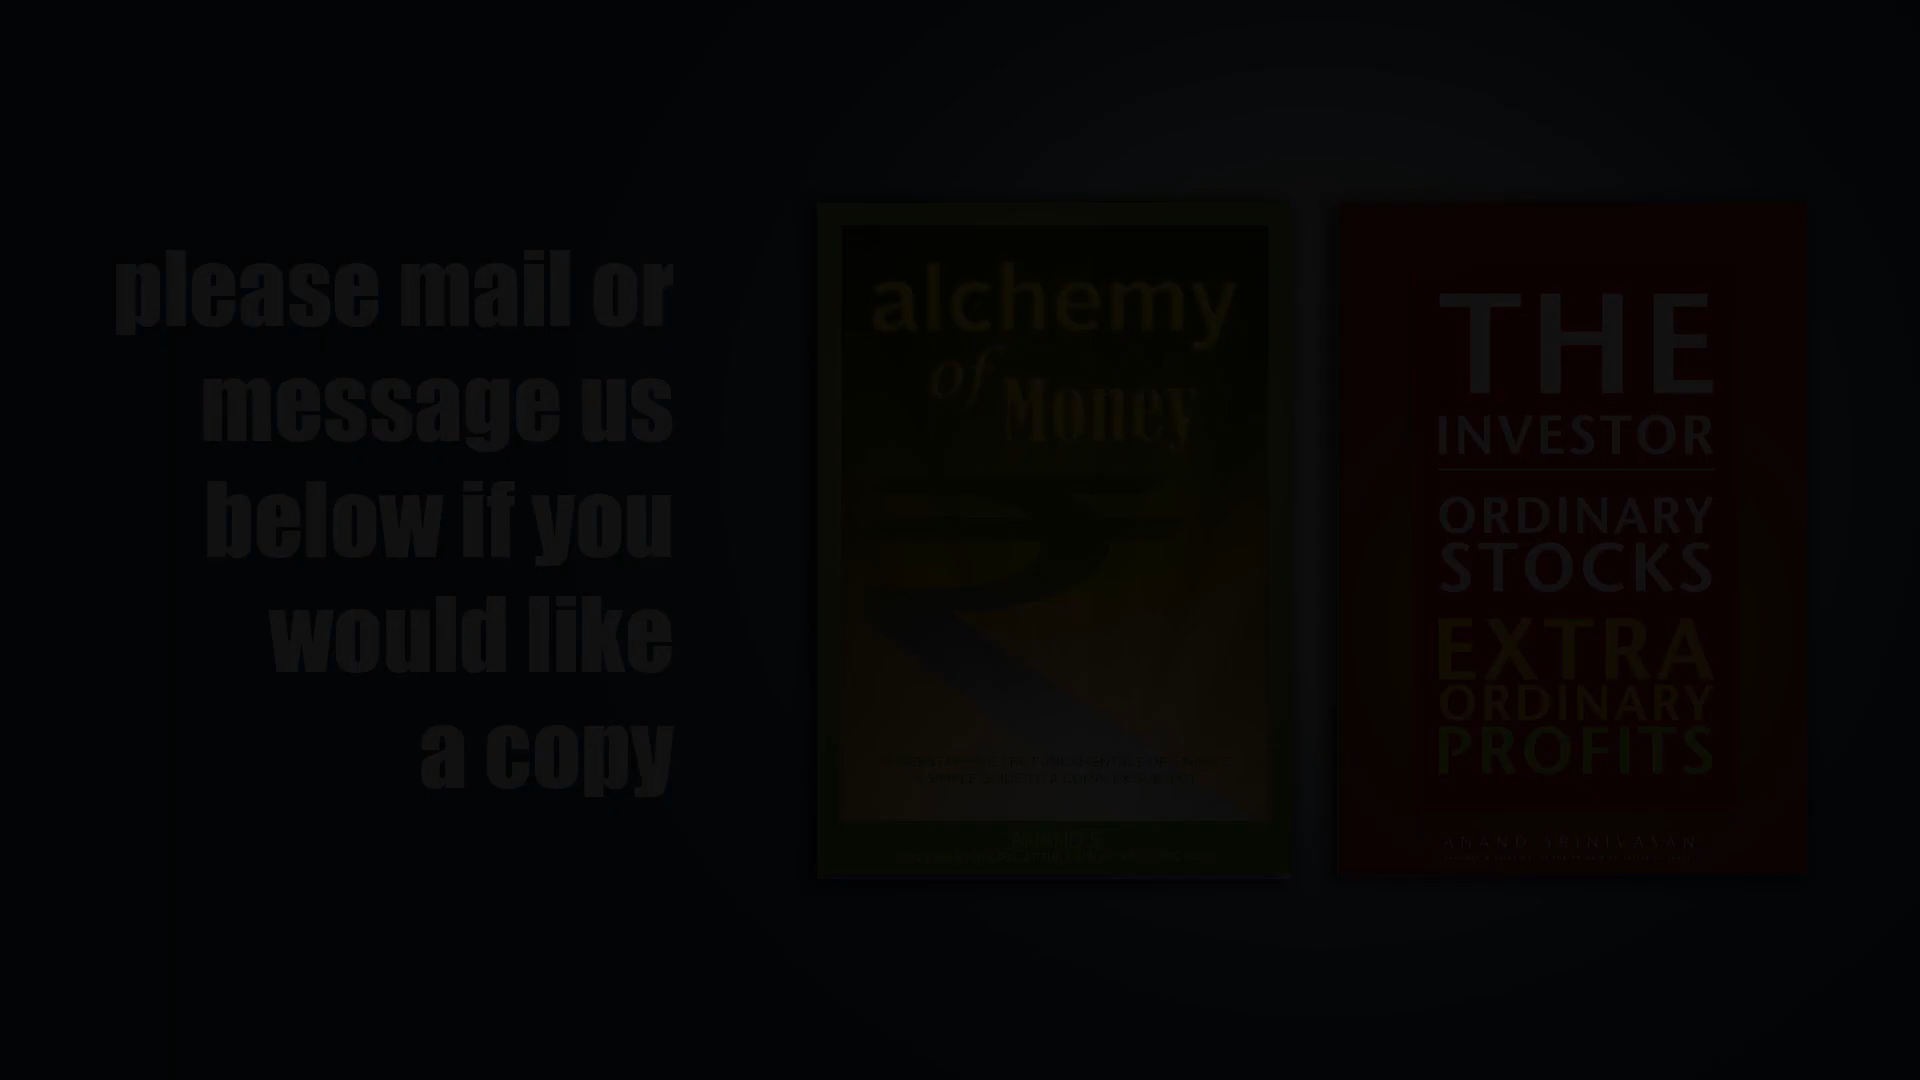 please mail or
message us
below if you
would like
a copy
alchemy
of Money
THE
INVESTOR
ORDINARY
STOCKS
EXTRA
ORDINARY
PROFITS
ANAND SRINIVASAN